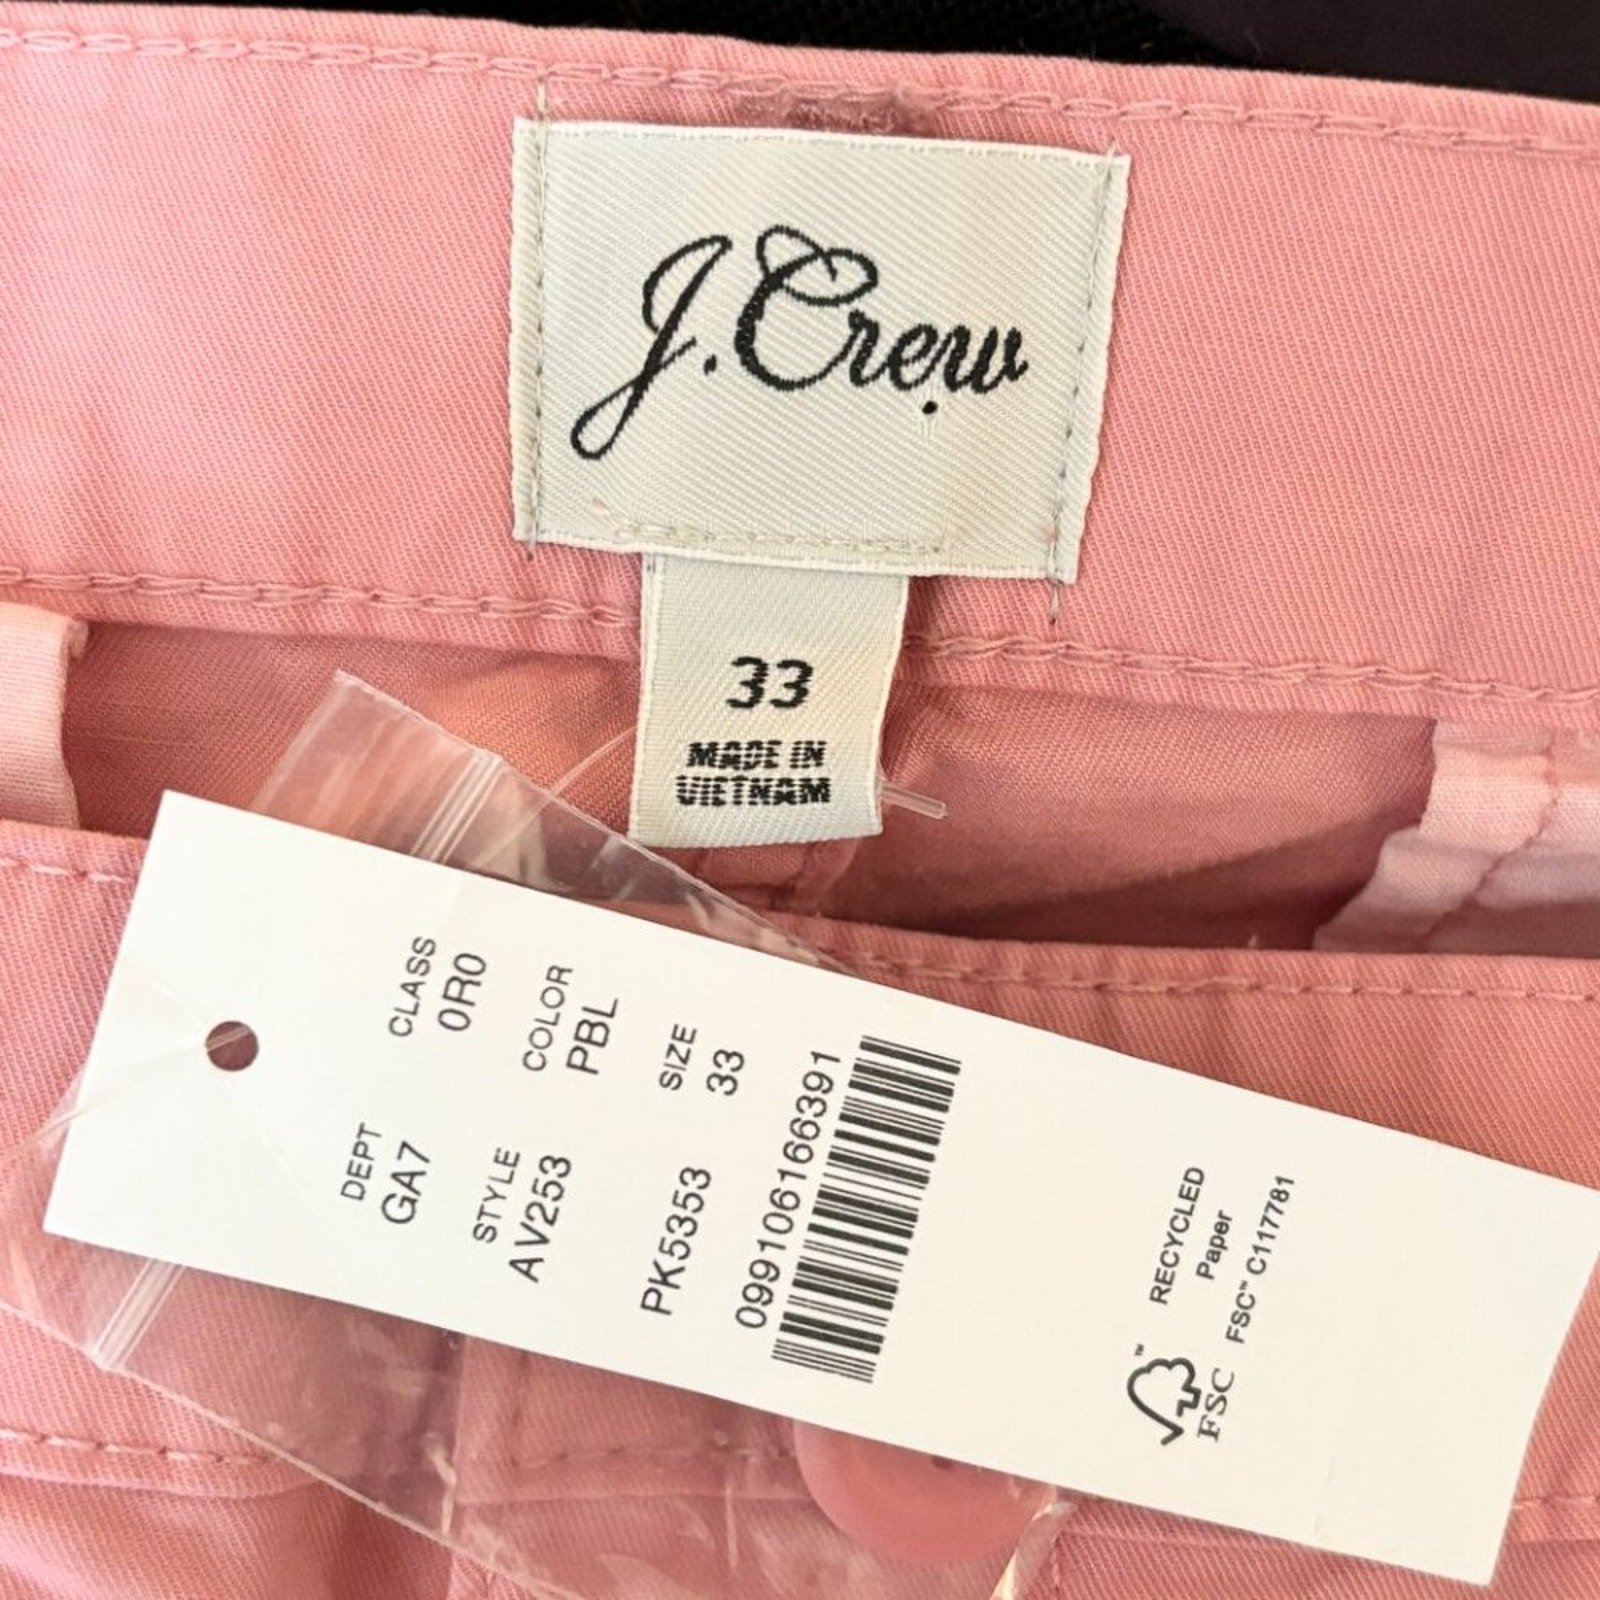 J.Crew
33
MADE IN
VIETNAM
DEPT
GA7
CLASS
0R0
STYLE
AV253
COLOR
PBL
PK5353
SIZE
33
099106166391
FSC™
RECYCLED
Paper
FSC™ C117781